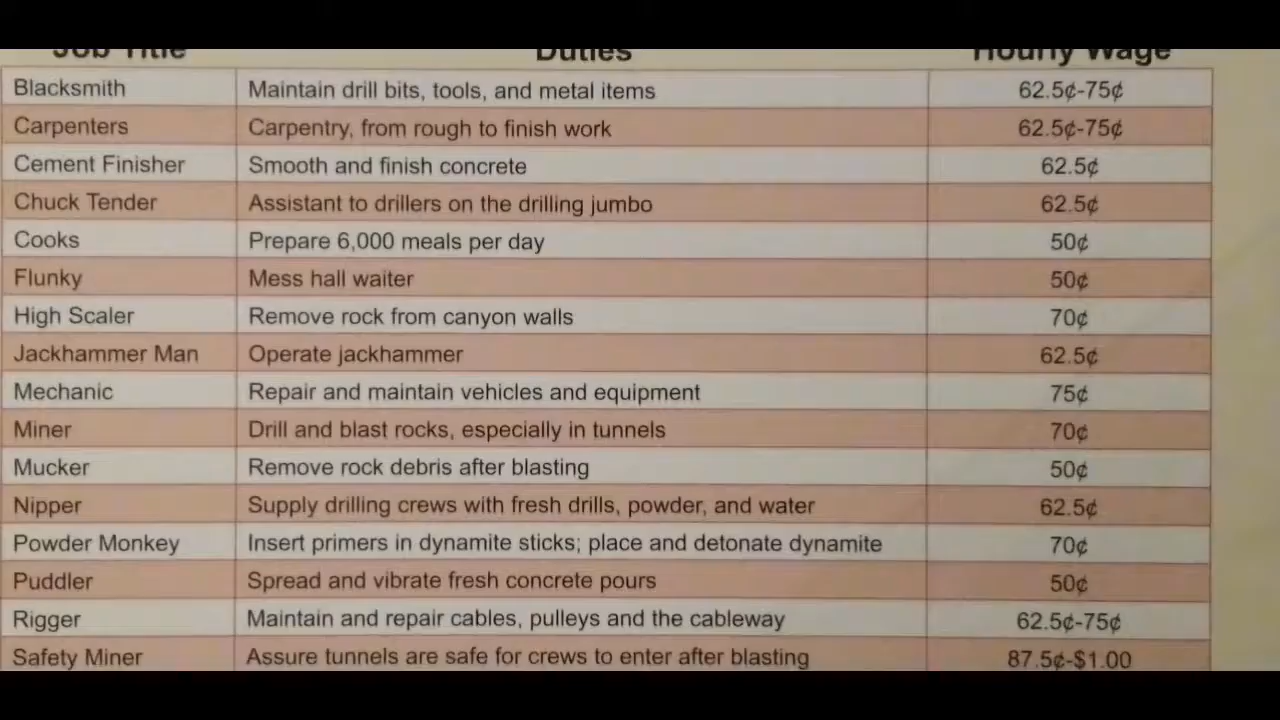 Job Title Duties Hourly Wage
Blacksmith Maintain drill bits, tools, and metal items 62.5¢-75¢
Carpenters Carpentry, from rough to finish work 62.5¢-75¢
Cement Finisher Smooth and finish concrete 62.5¢
Chuck Tender Assistant to drillers on the drilling jumbo 62.5¢
Cooks Prepare 6,000 meals per day 50¢
Flunky Mess hall waiter 50¢
High Scaler Remove rock from canyon walls 70¢
Jackhammer Man Operate jackhammer 62.5¢
Mechanic Repair and maintain vehicles and equipment 75¢
Miner Drill and blast rocks, especially in tunnels 70¢
Mucker Remove rock debris after blasting 50¢
Nipper Supply drilling crews with fresh drills, powder, and water 62.5¢
Powder Monkey Insert primers in dynamite sticks; place and detonate dynamite 70¢
Puddler Spread and vibrate fresh concrete pours 50¢
Rigger Maintain and repair cables, pulleys and the cableway 62.5¢-75¢
Safety Miner Assure tunnels are safe for crews to enter after blasting 87.5¢-$1.00